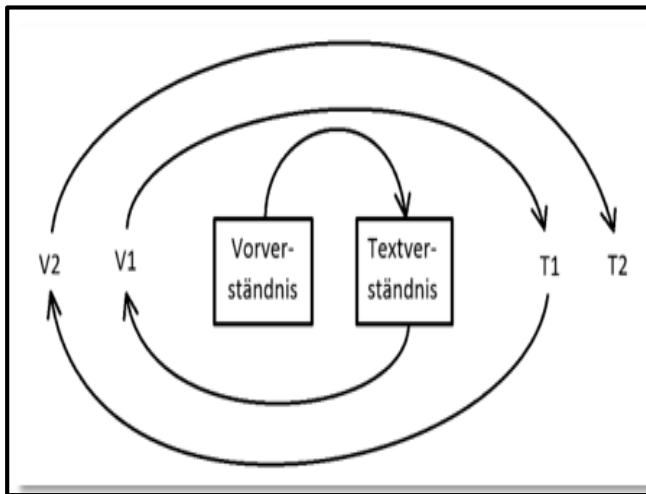 V2
V1
Vorver-
ständnis
Textver-
ständnis
T1
T2